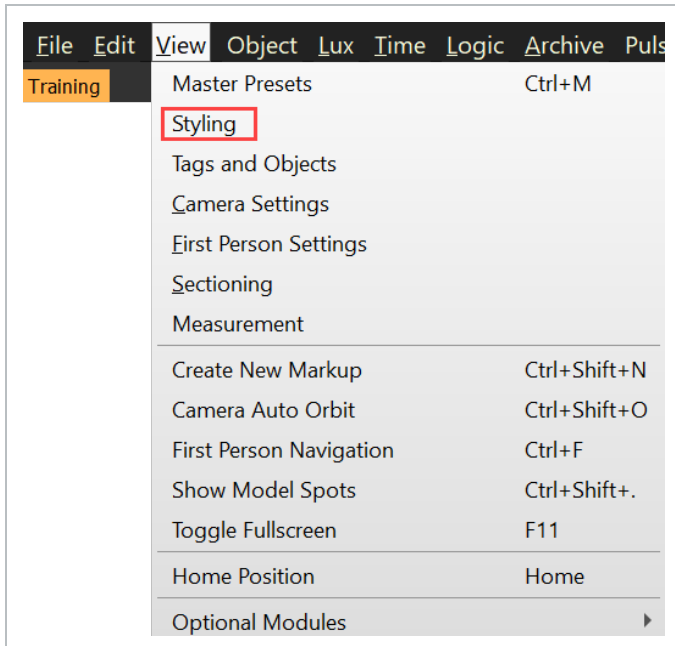 File Edit View Object Lux Time Logic Archive Puls
Training
Master Presets Ctrl+M
Styling
Tags and Objects
Camera Settings
First Person Settings
Sectioning
Measurement
Create New Markup Ctrl+Shift+N
Camera Auto Orbit Ctrl+Shift+O
First Person Navigation Ctrl+F
Show Model Spots Ctrl+Shift+.
Toggle Fullscreen F11
Home Position Home
Optional Modules